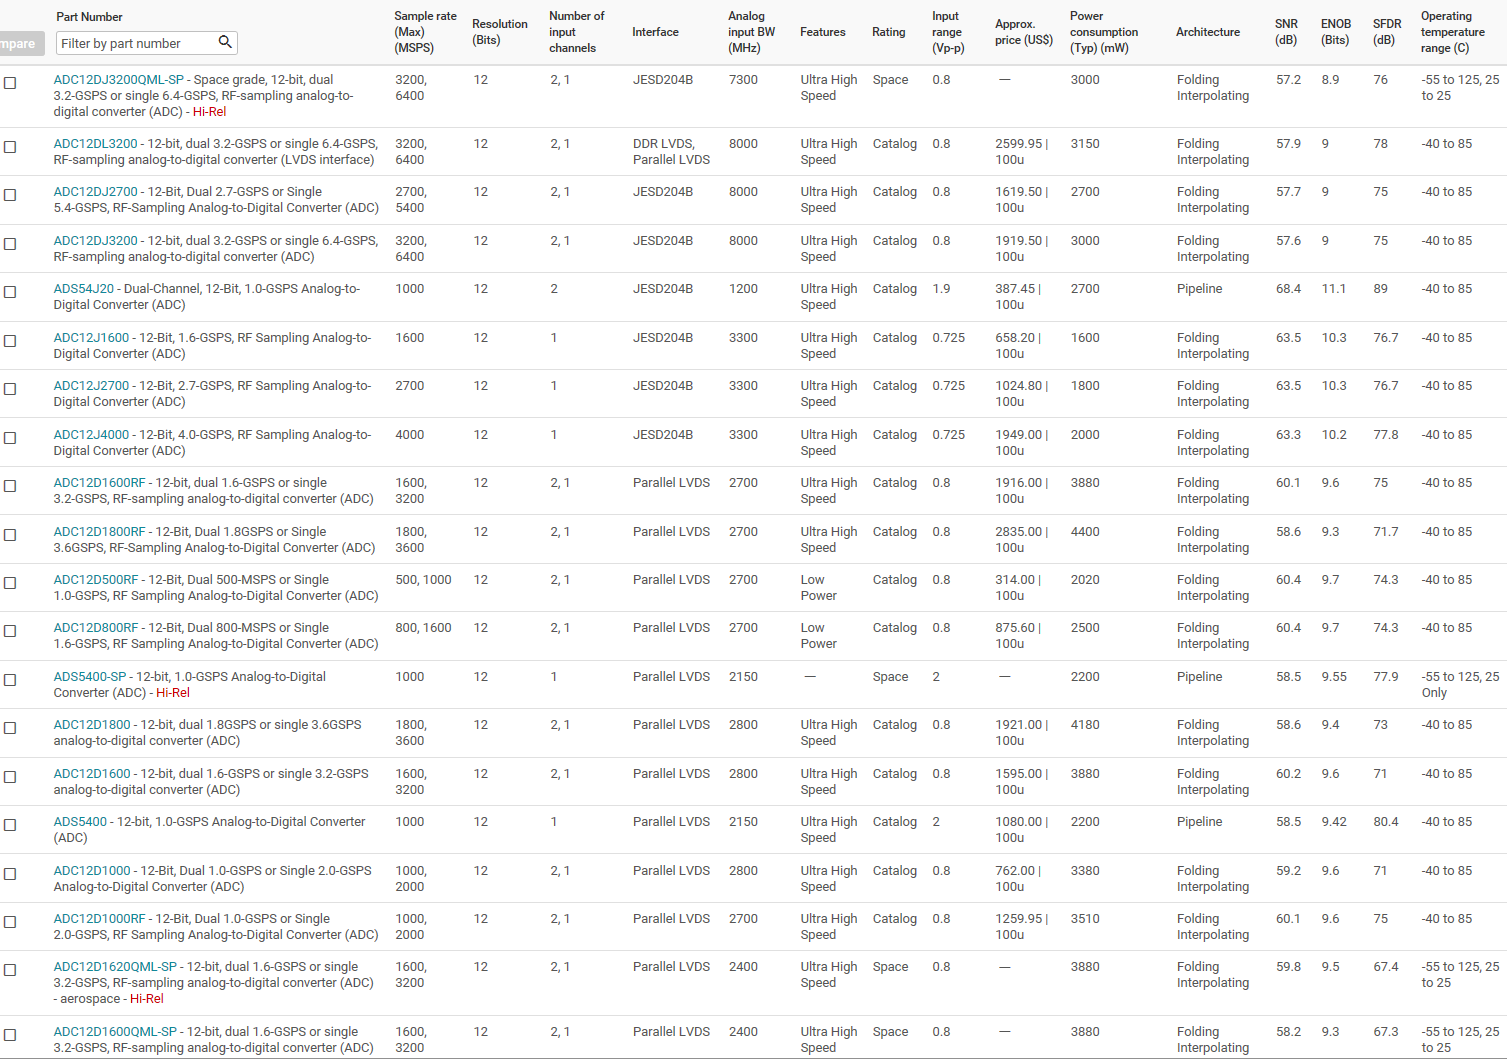 Part Number Sample rate (Max) (MSPS) Resolution (Bits) Number of input channels Interface Analog input BW (MHz) Features Rating Input range (Vp-p) Approx. price (US$) Power consumption (Typ) (mW) Architecture SNR (dB) ENOB (Bits) SFDR (dB) Operating temperature range (C)
mpare Filter by part number
ADC12DJ3200QML-SP - Space grade, 12-bit, dual 3200, 12 2, 1 JESD204B 7300 Ultra High Space 0.8 — 3000 Folding 57.2 8.9 76 -55 to 125, 25
3.2-GSPS or single 6.4-GSPS, RF-sampling analog-to- 6400 Speed Interpolating to 25
digital converter (ADC) - Hi-Rel
ADC12DL3200 - 12-bit, dual 3.2-GSPS or single 6.4-GSPS, 3200, 12 2, 1 DDR LVDS, 8000 Ultra High Catalog 0.8 2599.95 | 3150 Folding 57.9 9 78 -40 to 85
RF-sampling analog-to-digital converter (LVDS interface) 6400 Parallel LVDS Speed 100u Interpolating
ADC12DJ2700 - 12-Bit, Dual 2.7-GSPS or Single 2700, 12 2, 1 JESD204B 8000 Ultra High Catalog 0.8 1619.50 | 2700 Folding 57.7 9 75 -40 to 85
5.4-GSPS, RF-Sampling Analog-to-Digital Converter (ADC) 5400 Speed 100u Interpolating
ADC12DJ3200 - 12-bit, dual 3.2-GSPS or single 6.4-GSPS, 3200, 12 2, 1 JESD204B 8000 Ultra High Catalog 0.8 1919.50 | 3000 Folding 57.6 9 75 -40 to 85
RF-sampling analog-to-digital converter (ADC) 6400 Speed 100u Interpolating
ADS54J20 - Dual-Channel, 12-Bit, 1.0-GSPS Analog-to- 1000 12 2 JESD204B 1200 Ultra High Catalog 1.9 387.45 | 2700 Pipeline 68.4 11.1 89 -40 to 85
Digital Converter (ADC) Speed 100u
ADC12J1600 - 12-Bit, 1.6-GSPS, RF Sampling Analog-to- 1600 12 1 JESD204B 3300 Ultra High Catalog 0.725 658.20 | 1600 Folding 63.5 10.3 76.7 -40 to 85
Digital Converter (ADC) Speed 100u Interpolating
ADC12J2700 - 12-Bit, 2.7-GSPS, RF Sampling Analog-to- 2700 12 1 JESD204B 3300 Ultra High Catalog 0.725 1024.80 | 1800 Folding 63.5 10.3 76.7 -40 to 85
Digital Converter (ADC) Speed 100u Interpolating
ADC12J4000 - 12-Bit, 4.0-GSPS, RF Sampling Analog-to- 4000 12 1 JESD204B 3300 Ultra High Catalog 0.725 1949.00 | 2000 Folding 63.3 10.2 77.8 -40 to 85
Digital Converter (ADC) Speed 100u Interpolating
ADC12D1600RF - 12-bit, dual 1.6-GSPS or single 1600, 12 2, 1 Parallel LVDS 2700 Ultra High Catalog 0.8 1916.00 | 3880 Folding 60.1 9.6 75 -40 to 85
3.2-GSPS, RF-sampling analog-to-digital converter (ADC) 3200 Speed 100u Interpolating
ADC12D1800RF - 12-Bit, Dual 1.8GSPS or Single 1800, 12 2, 1 Parallel LVDS 2700 Ultra High Catalog 0.8 2835.00 | 4400 Folding 58.6 9.3 71.7 -40 to 85
3.6GSPS, RF-Sampling Analog-to-Digital Converter (ADC) 3600 Speed 100u Interpolating
ADC12D500RF - 12-Bit, Dual 500-MSPS or Single 500, 1000 12 2, 1 Parallel LVDS 2700 Low Catalog 0.8 314.00 | 2020 Folding 60.4 9.7 74.3 -40 to 85
1.0-GSPS, RF Sampling Analog-to-Digital Converter (ADC) Power 100u Interpolating
ADC12D800RF - 12-Bit, Dual 800-MSPS or Single 800, 1600 12 2, 1 Parallel LVDS 2700 Low Catalog 0.8 875.60 | 2500 Folding 60.4 9.7 74.3 -40 to 85
1.6-GSPS, RF Sampling Analog-to-Digital Converter (ADC) Power 100u Interpolating
ADS5400-SP - 12-bit, 1.0-GSPS Analog-to-Digital 1000 12 1 Parallel LVDS 2150 — Space 2 — 2200 Pipeline 58.5 9.55 77.9 -55 to 125, 25
Converter (ADC) - Hi-Rel Only
ADC12D1800 - 12-bit, dual 1.8GSPS or single 3.6GSPS 1800, 12 2, 1 Parallel LVDS 2800 Ultra High Catalog 0.8 1921.00 | 4180 Folding 58.6 9.4 73 -40 to 85
analog-to-digital converter (ADC) 3600 Speed 100u Interpolating
ADC12D1600 - 12-bit, dual 1.6-GSPS or single 3.2-GSPS 1600, 12 2, 1 Parallel LVDS 2800 Ultra High Catalog 0.8 1595.00 | 3880 Folding 60.2 9.6 71 -40 to 85
analog-to-digital converter (ADC) 3200 Speed 100u Interpolating
ADS5400 - 12-bit, 1.0-GSPS Analog-to-Digital Converter 1000 12 1 Parallel LVDS 2150 Ultra High Catalog 2 1080.00 | 2200 Pipeline 58.5 9.42 80.4 -40 to 85
(ADC) Speed 100u
ADC12D1000 - 12-Bit, Dual 1.0-GSPS or Single 2.0-GSPS 1000, 12 2, 1 Parallel LVDS 2800 Ultra High Catalog 0.8 762.00 | 3380 Folding 59.2 9.6 71 -40 to 85
Analog-to-Digital Converter (ADC) 2000 Speed 100u Interpolating
ADC12D1000RF - 12-Bit, Dual 1.0-GSPS or Single 1000, 12 2, 1 Parallel LVDS 2700 Ultra High Catalog 0.8 1259.95 | 3510 Folding 60.1 9.6 75 -40 to 85
2.0-GSPS, RF Sampling Analog-to-Digital Converter (ADC) 2000 Speed 100u Interpolating
ADC12D1620QML-SP - 12-bit, dual 1.6-GSPS or single 1600, 12 2, 1 Parallel LVDS 2400 Ultra High Space 0.8 — 3880 Folding 59.8 9.5 67.4 -55 to 125, 25
3.2-GSPS, RF-sampling analog-to-digital converter (ADC) 3200 Speed Interpolating to 25
- aerospace - Hi-Rel
ADC12D1600QML-SP - 12-bit, dual 1.6-GSPS or single 1600, 12 2, 1 Parallel LVDS 2400 Ultra High Space 0.8 — 3880 Folding 58.2 9.3 67.3 -55 to 125, 25
3.2-GSPS, RF-sampling analog-to-digital converter (ADC) 3200 Speed Interpolating to 25